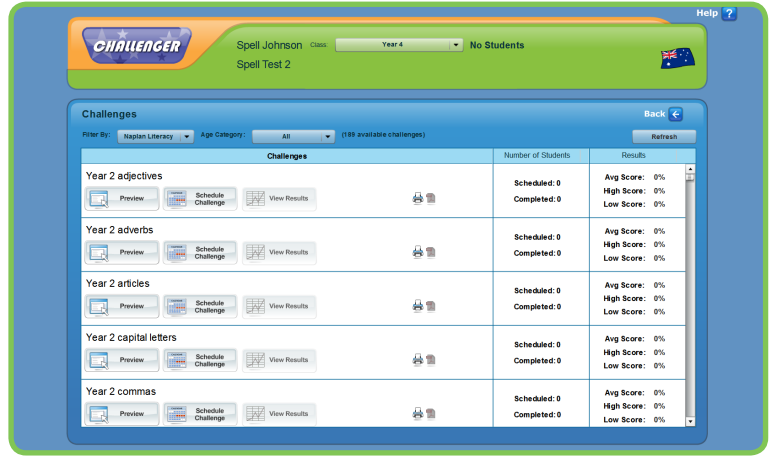 Help ?
CHALLENGER
Spell Johnson Class: Year 4 No Students
Spell Test 2
Challenges Back
Filter By: Naplan Literacy Age Category: All (189 available challenges) Refresh
Challenges Number of Students Results
Year 2 adjectives
Preview Schedule Challenge View Results
Scheduled: 0
Completed: 0
Avg Score: 0%
High Score: 0%
Low Score: 0%
Year 2 adverbs
Preview Schedule Challenge View Results
Scheduled: 0
Completed: 0
Avg Score: 0%
High Score: 0%
Low Score: 0%
Year 2 articles
Preview Schedule Challenge View Results
Scheduled: 0
Completed: 0
Avg Score: 0%
High Score: 0%
Low Score: 0%
Year 2 capital letters
Preview Schedule Challenge View Results
Scheduled: 0
Completed: 0
Avg Score: 0%
High Score: 0%
Low Score: 0%
Year 2 commas
Preview Schedule Challenge View Results
Scheduled: 0
Completed: 0
Avg Score: 0%
High Score: 0%
Low Score: 0%